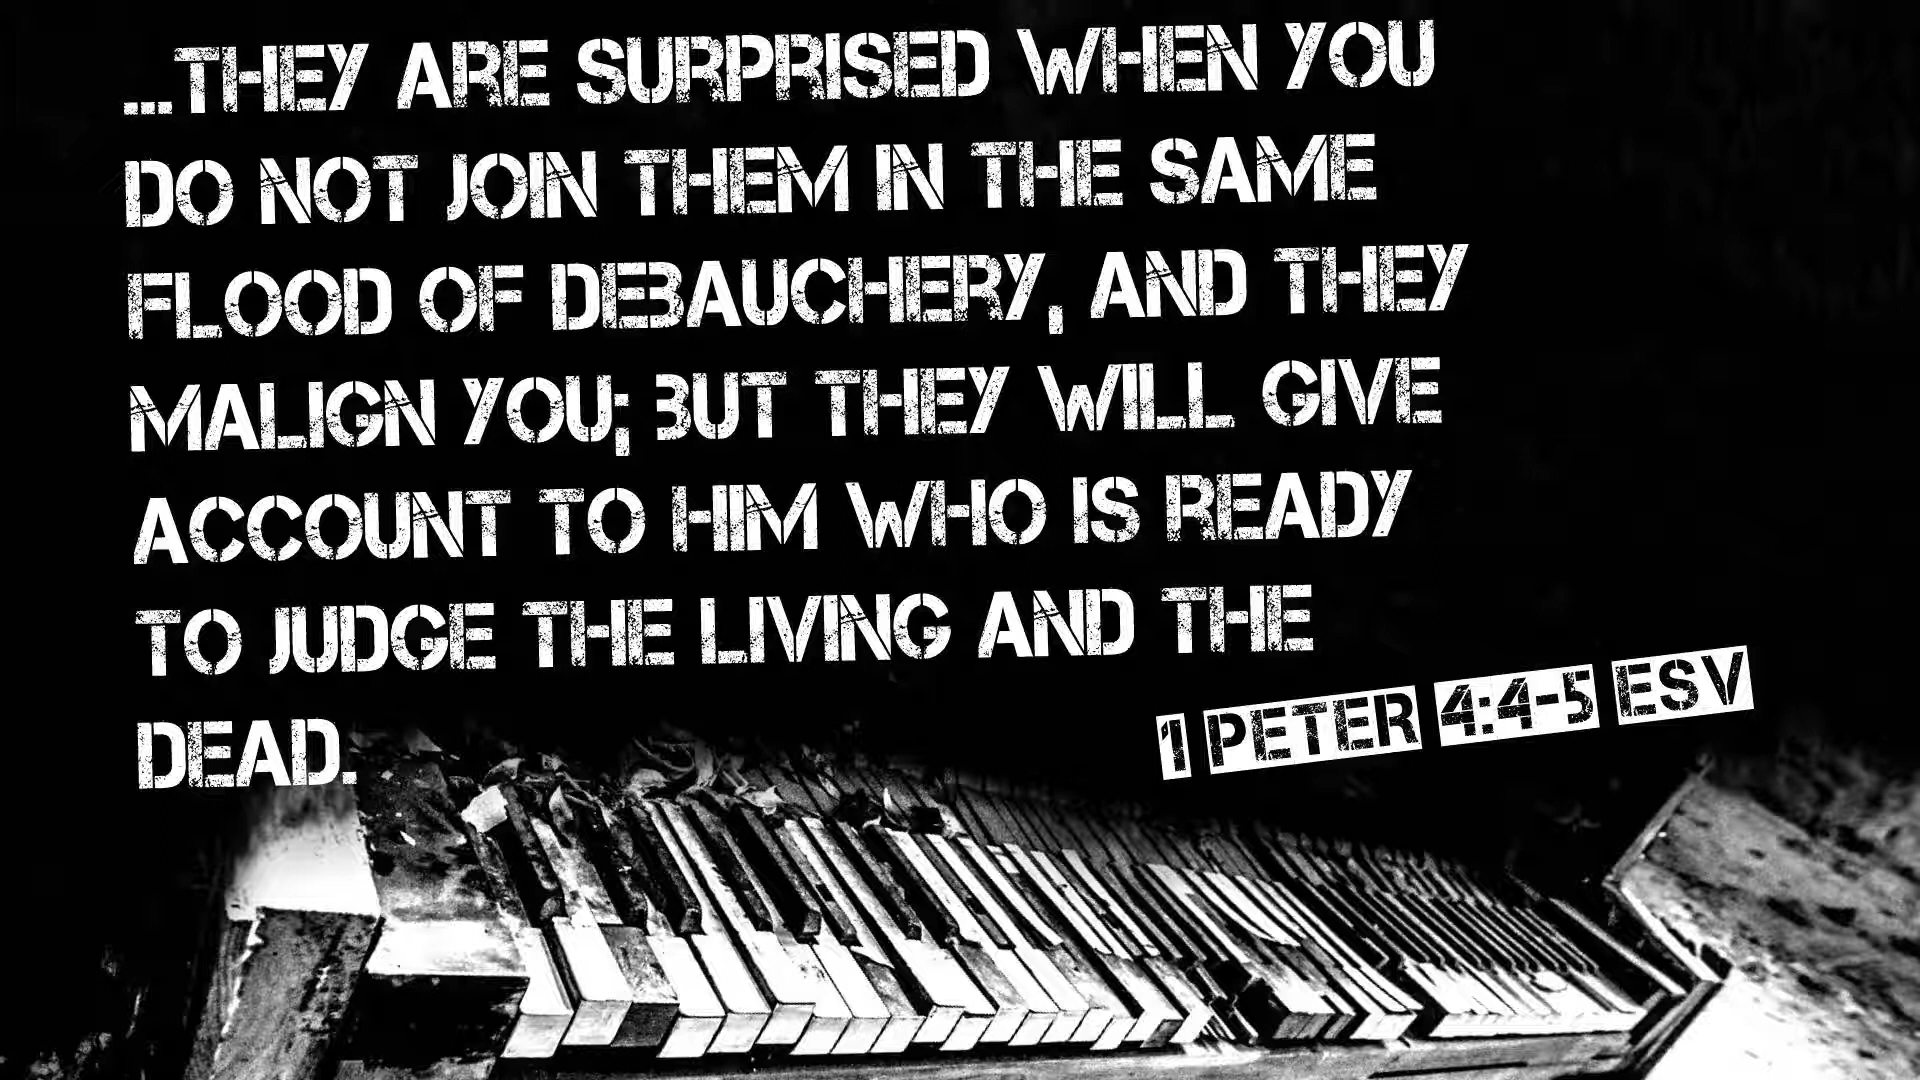 ...THEY ARE SURPRISED WHEN YOU
DO NOT JOIN THEM IN THE SAME
FLOOD OF DEBAUCHERY, AND THEY
MALIGN YOU; BUT THEY WILL GIVE
ACCOUNT TO HIM WHO IS READY
TO JUDGE THE LIVING AND THE
DEAD.
1 PETER 4:4-5 ESV